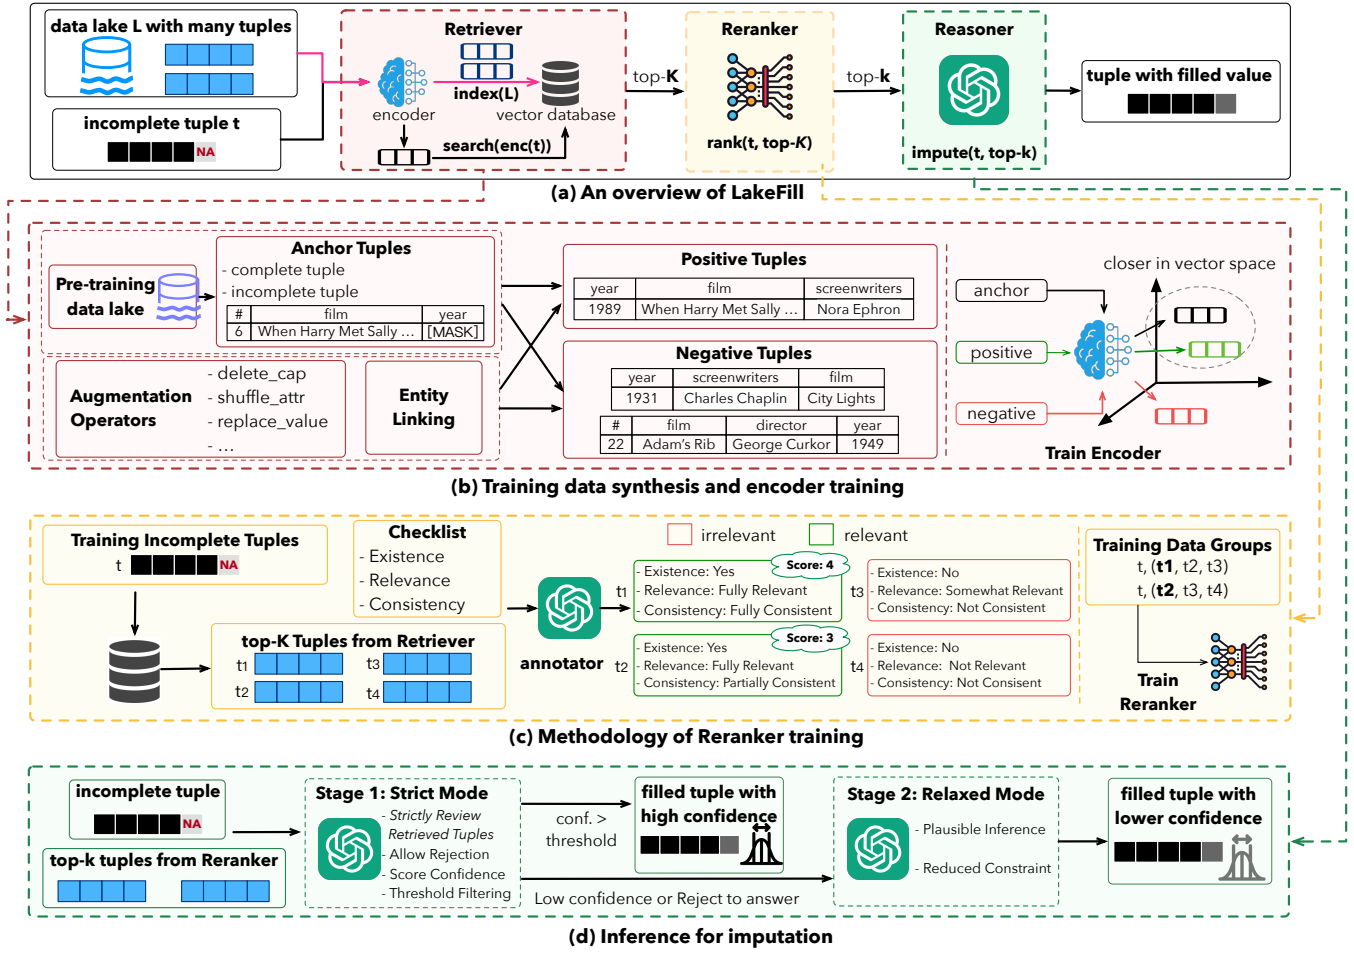 data lake L with many tuples
incomplete tuple t
NA
Retriever
encoder
index(L)
vector database
search(enc(t))
top-K
Reranker
rank(t, top-K)
top-k
Reasoner
impute(t, top-k)
tuple with filled value
(a) An overview of LakeFill
Pre-training
data lake
Anchor Tuples
- complete tuple
- incomplete tuple
# film year
6 When Harry Met Sally ... [MASK]
Augmentation
Operators
- delete_cap
- shuffle_attr
- replace_value
- ...
Entity
Linking
Positive Tuples
year film screenwriters
1989 When Harry Met Sally ... Nora Ephron
Negative Tuples
year screenwriters film
1931 Charles Chaplin City Lights
# film director year
22 Adam's Rib George Curkor 1949
closer in vector space
anchor
positive
negative
Train Encoder
(b) Training data synthesis and encoder training
Training Incomplete Tuples
t NA
Checklist
- Existence
- Relevance
- Consistency
top-K Tuples from Retriever
t1 t3
t2 t4
annotator
irrelevant relevant
t1
Score: 4
- Existence: Yes
- Relevance: Fully Relevant
- Consistency: Fully Consistent
t2
Score: 3
- Existence: Yes
- Relevance: Fully Relevant
- Consistency: Partially Consistent
t3
- Existence: No
- Relevance: Somewhat Relevant
- Consistency: Not Consistent
t4
- Existence: No
- Relevance: Not Relevant
- Consistency: Not Consisent
Training Data Groups
t, (t1, t2, t3)
t, (t2, t3, t4)
Train
Reranker
(c) Methodology of Reranker training
incomplete tuple
NA
top-k tuples from Reranker
Stage 1: Strict Mode
- Strictly Review
Retrieved Tuples
- Allow Rejection
- Score Confidence
- Threshold Filtering
conf. >
threshold
filled tuple with
high confidence
Low confidence or Reject to answer
Stage 2: Relaxed Mode
- Plausible Inference
- Reduced Constraint
filled tuple with
lower confidence
(d) Inference for imputation